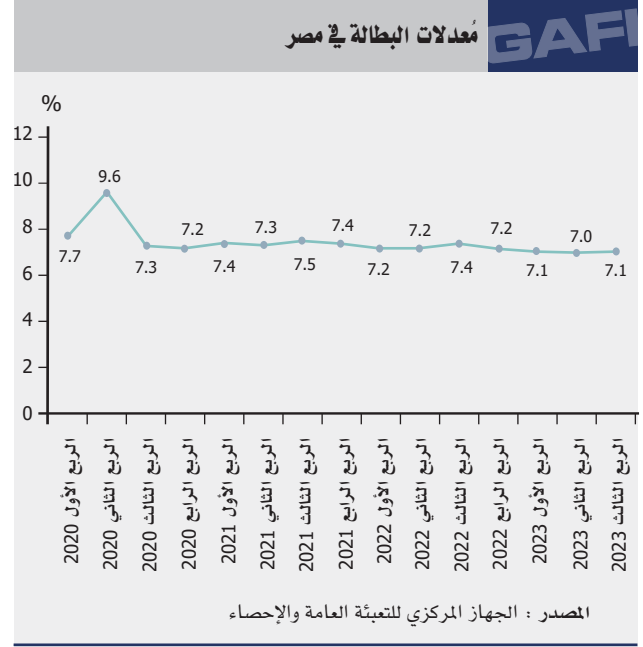 GAFI
مُعدلات البطالة في مصر
%
12
10
8
6
4
2
0
7.7
9.6
7.3
7.2
7.4
7.3
7.5
7.4
7.2
7.2
7.4
7.2
7.1
7.0
7.1
الربع الأول 2020
الربع الثاني 2020
الربع الثالث 2020
الربع الرابع 2020
الربع الأول 2021
الربع الثاني 2021
الربع الثالث 2021
الربع الرابع 2021
الربع الأول 2022
الربع الثاني 2022
الربع الثالث 2022
الربع الرابع 2022
الربع الأول 2023
الربع الثاني 2023
الربع الثالث 2023
المصدر : الجهاز المركزي للتعبئة العامة والإحصاء